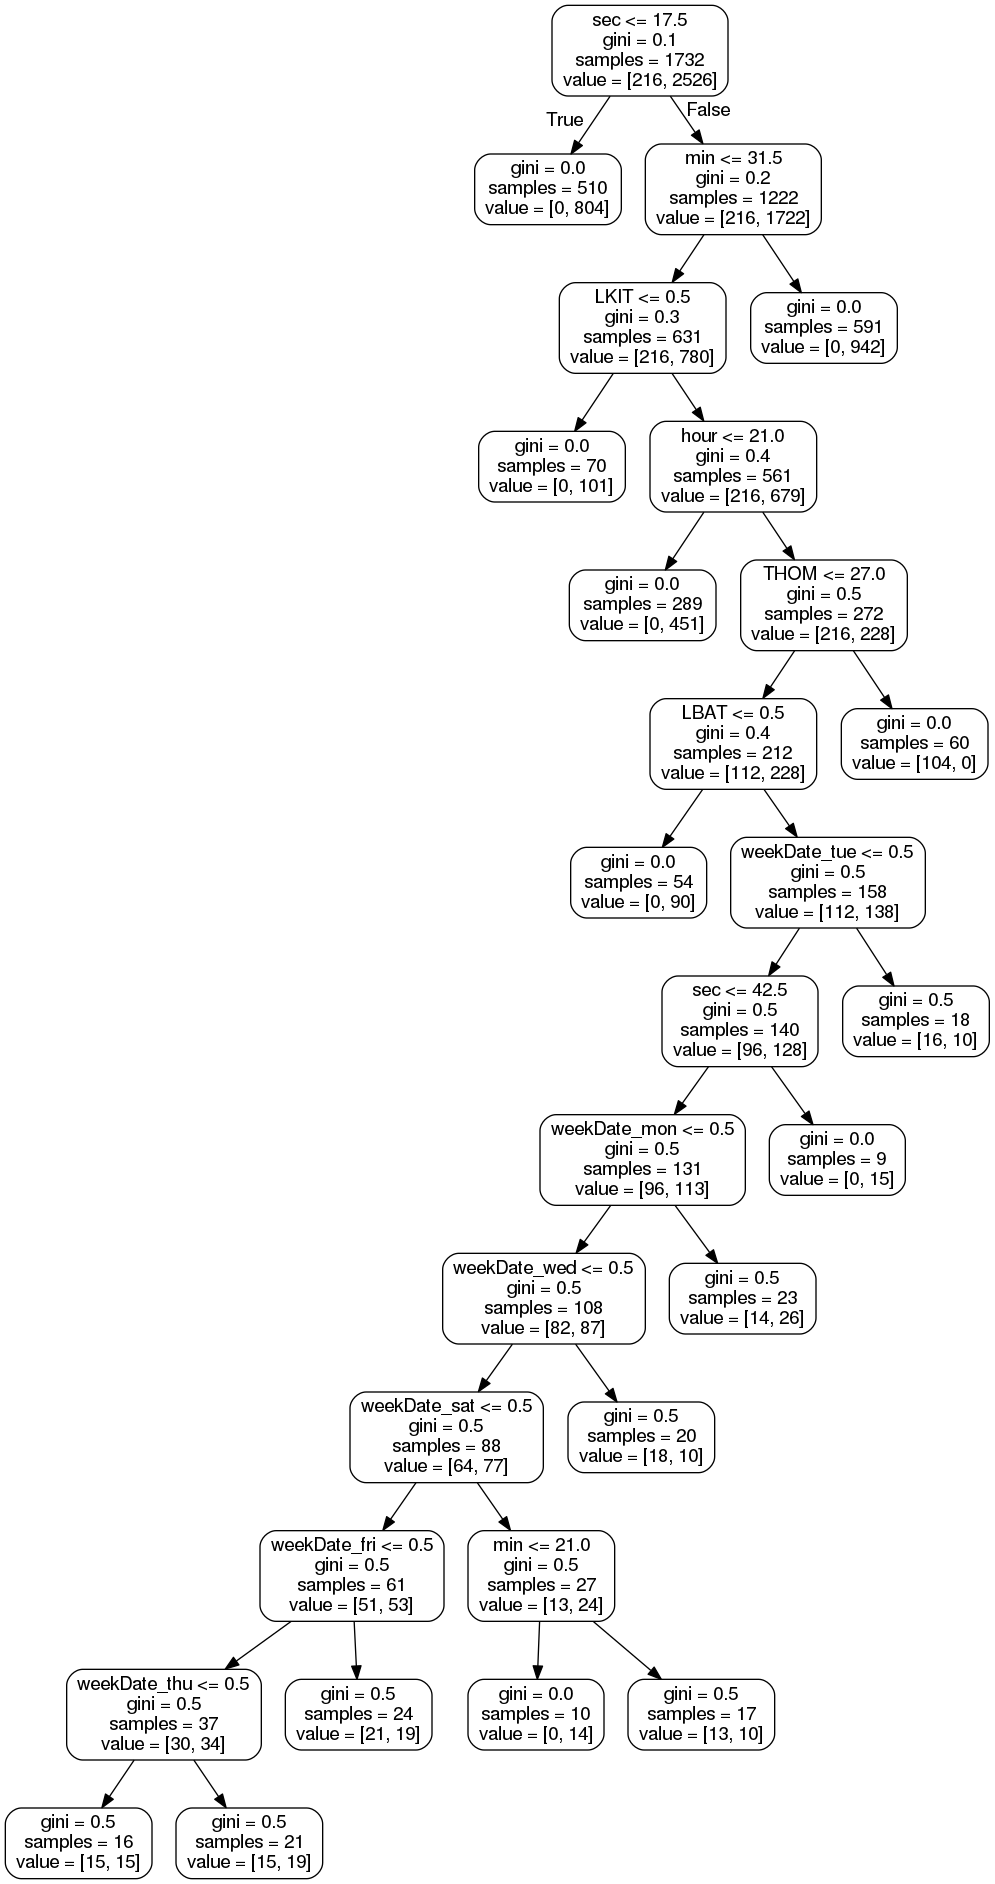 sec <= 17.5
gini = 0.1
samples = 1732
value = [216, 2526]
True
False
gini = 0.0
samples = 510
value = [0, 804]
min <= 31.5
gini = 0.2
samples = 1222
value = [216, 1722]
LKIT <= 0.5
gini = 0.3
samples = 631
value = [216, 780]
gini = 0.0
samples = 591
value = [0, 942]
gini = 0.0
samples = 70
value = [0, 101]
hour <= 21.0
gini = 0.4
samples = 561
value = [216, 679]
gini = 0.0
samples = 289
value = [0, 451]
THOM <= 27.0
gini = 0.5
samples = 272
value = [216, 228]
LBAT <= 0.5
gini = 0.4
samples = 212
value = [112, 228]
gini = 0.0
samples = 60
value = [104, 0]
gini = 0.0
samples = 54
value = [0, 90]
weekDate_tue <= 0.5
gini = 0.5
samples = 158
value = [112, 138]
sec <= 42.5
gini = 0.5
samples = 140
value = [96, 128]
gini = 0.5
samples = 18
value = [16, 10]
weekDate_mon <= 0.5
gini = 0.5
samples = 131
value = [96, 113]
gini = 0.0
samples = 9
value = [0, 15]
weekDate_wed <= 0.5
gini = 0.5
samples = 108
value = [82, 87]
gini = 0.5
samples = 23
value = [14, 26]
weekDate_sat <= 0.5
gini = 0.5
samples = 88
value = [64, 77]
gini = 0.5
samples = 20
value = [18, 10]
weekDate_fri <= 0.5
gini = 0.5
samples = 61
value = [51, 53]
min <= 21.0
gini = 0.5
samples = 27
value = [13, 24]
weekDate_thu <= 0.5
gini = 0.5
samples = 37
value = [30, 34]
gini = 0.5
samples = 24
value = [21, 19]
gini = 0.0
samples = 10
value = [0, 14]
gini = 0.5
samples = 17
value = [13, 10]
gini = 0.5
samples = 16
value = [15, 15]
gini = 0.5
samples = 21
value = [15, 19]